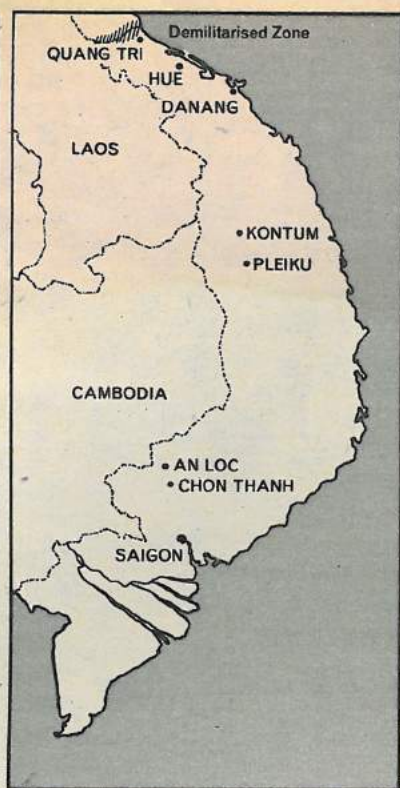 Demilitarised Zone
QUANG TRI
HUE
DANANG
LAOS
KONTUM
PLEIKU
CAMBODIA
AN LOC
CHON THANH
SAIGON